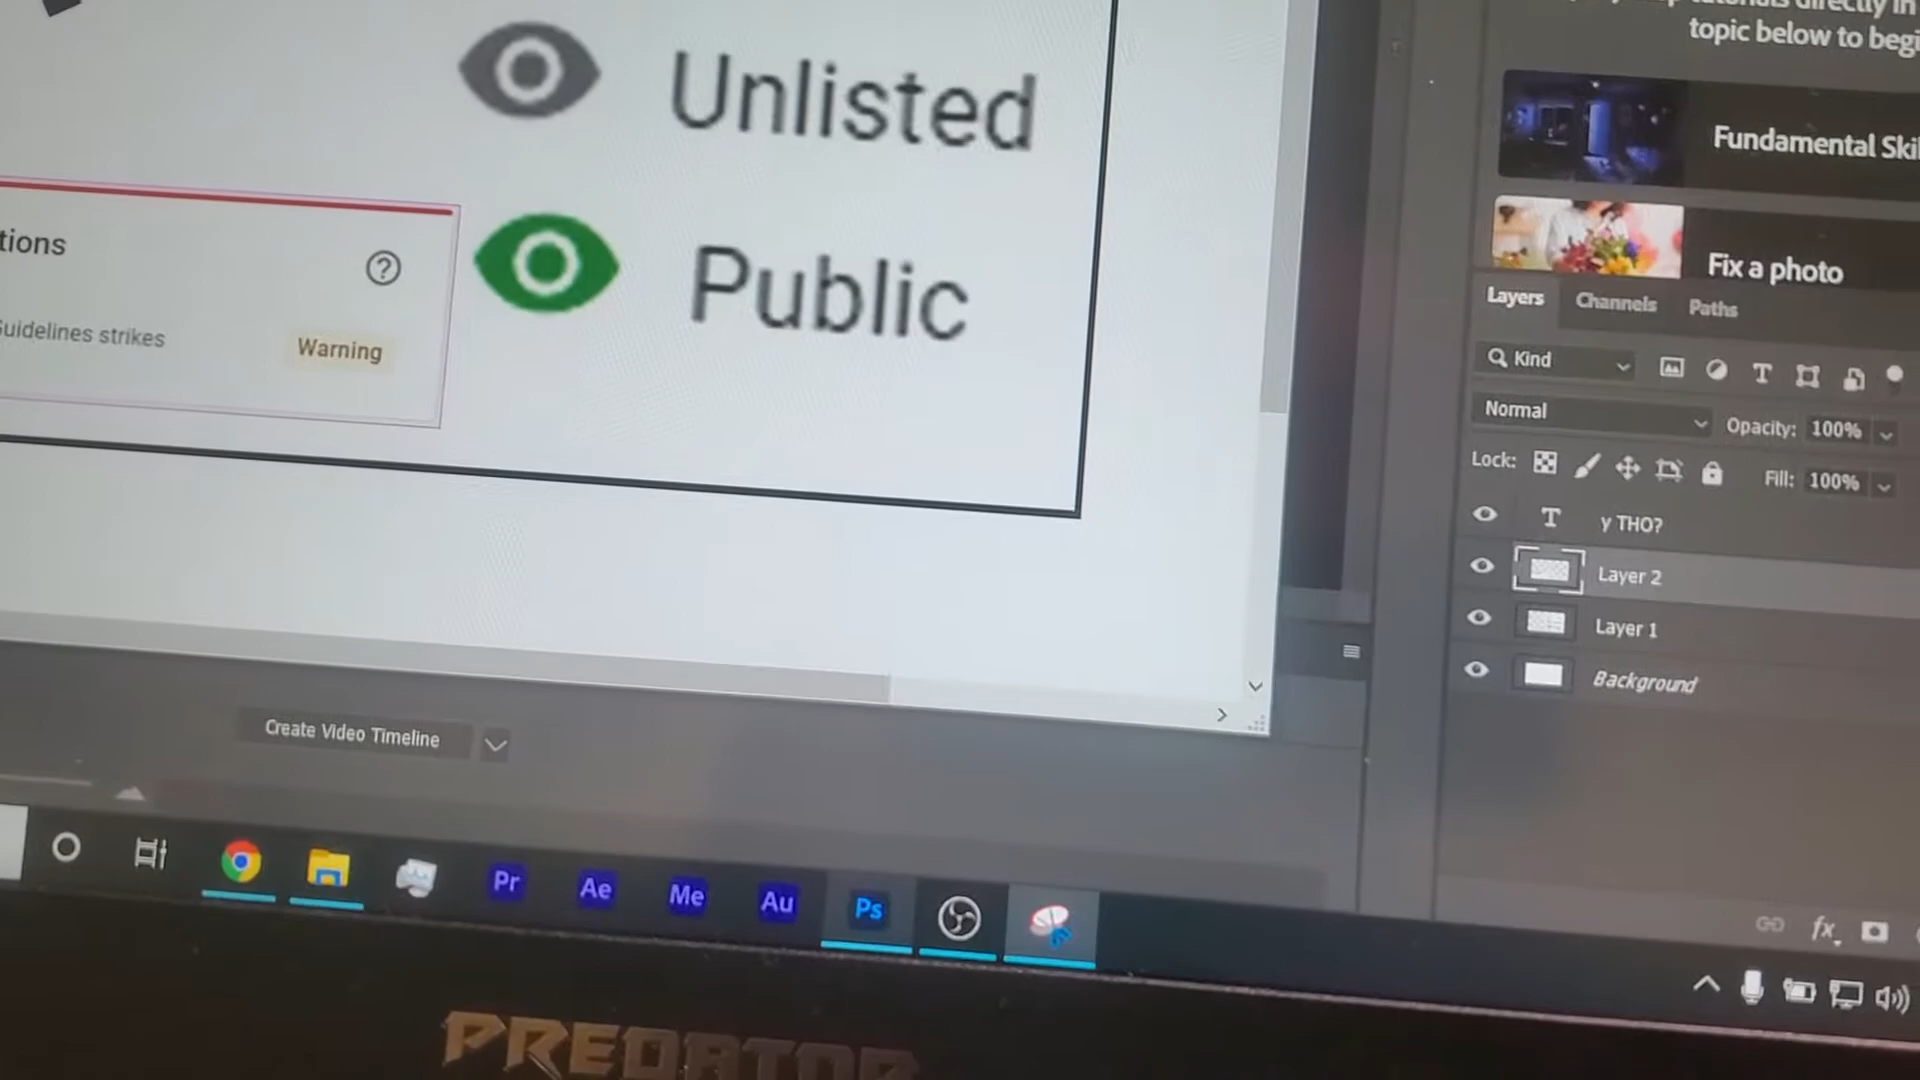 topic below to begi
Unlisted
Fundamental Ski
Public
tions
Fix a photo
Guidelines strikes
Warning
Layers Channels Paths
Kind
Normal Opacity: 100%
Lock: Fill: 100%
y THO?
Layer 2
Layer 1
Background
Create Video Timeline
Pr Ae Me Au Ps
fx
PREDATOR